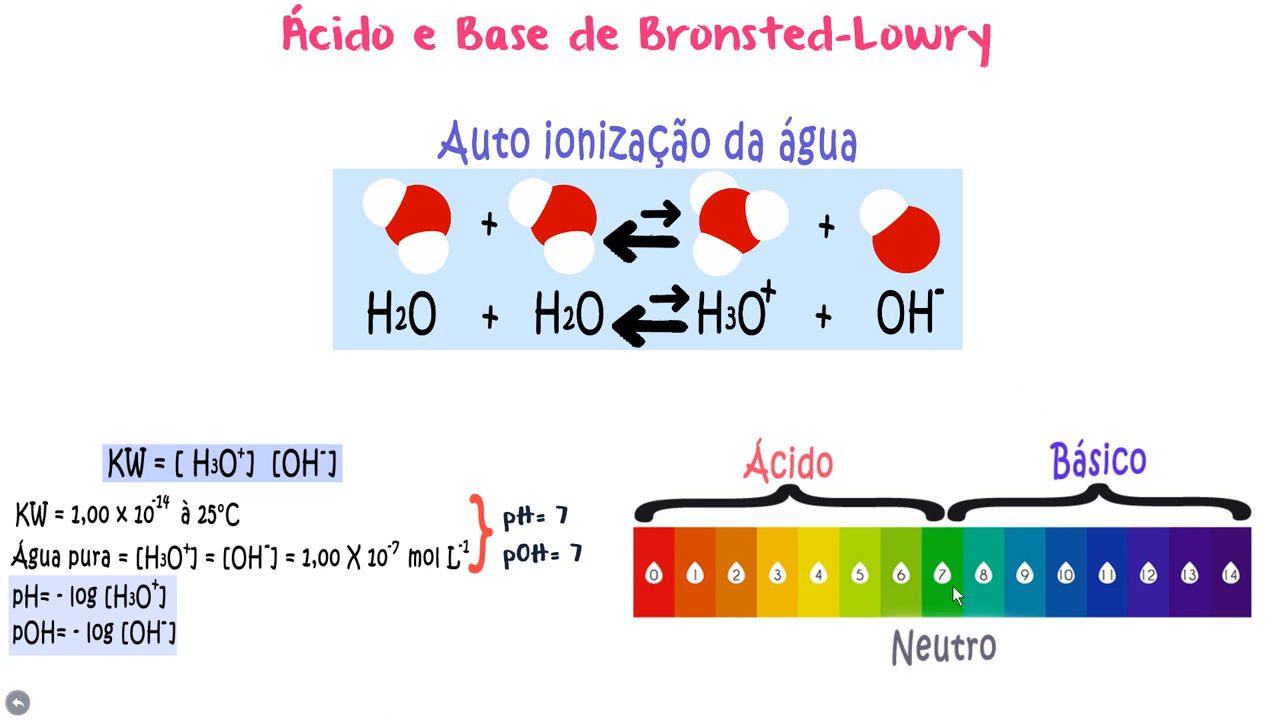 Ácido e Base de Bronsted-Lowry
Auto ionização da água
+ +
H2O + H2O H3O⁺ + OH⁻
KW = [ H3O⁺] [OH⁻]
KW = 1,00 x 10⁻¹⁴ à 25°C
Água pura = [H3O⁺] = [OH⁻] = 1,00 X 10⁻⁷ mol L⁻¹
pH= - log [H3O⁺]
pOH= - log [OH⁻]
pH= 7
pOH= 7
Ácido
Básico
0 1 2 3 4 5 6 7 8 9 10 11 12 13 14
Neutro